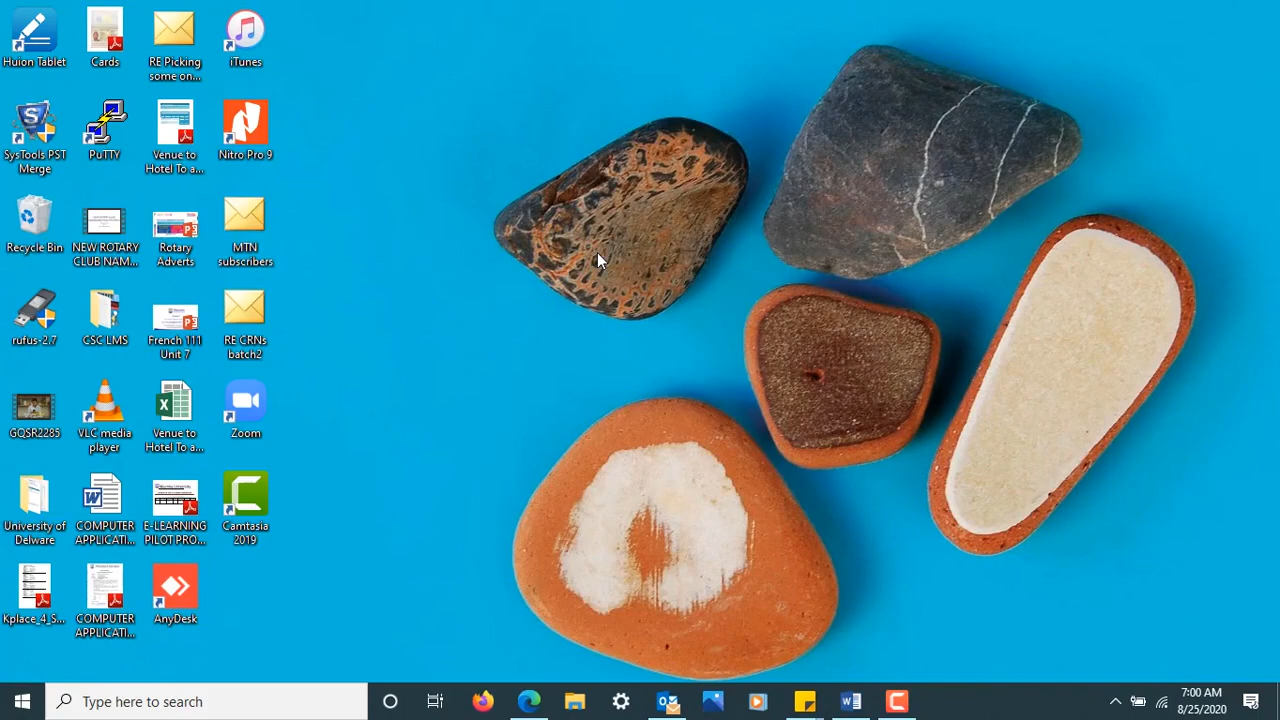 Huion Tablet
Cards
RE Picking
some on...
iTunes
SysTools PST
Merge
PuTTY
Venue to
Hotel To a...
Nitro Pro 9
Recycle Bin
NEW ROTARY
CLUB NAM...
Rotary
Adverts
MTN
subscribers
rufus-2.7
CSC LMS
French 111
Unit 7
RE CRNs
batch2
GQSR2285
VLC media
player
Venue to
Hotel To a...
Zoom
University of
Delware
COMPUTER
APPLICATI...
E-LEARNING
PILOT PRO...
Camtasia
2019
Kplace_4_S...
COMPUTER
APPLICATI...
AnyDesk
Type here to search
7:00 AM
8/25/2020